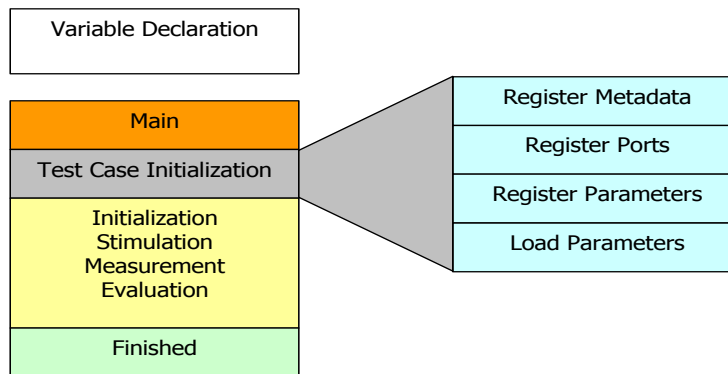 Variable Declaration
Main
Test Case Initialization
Initialization
Stimulation
Measurement
Evaluation
Finished
Register Metadata
Register Ports
Register Parameters
Load Parameters